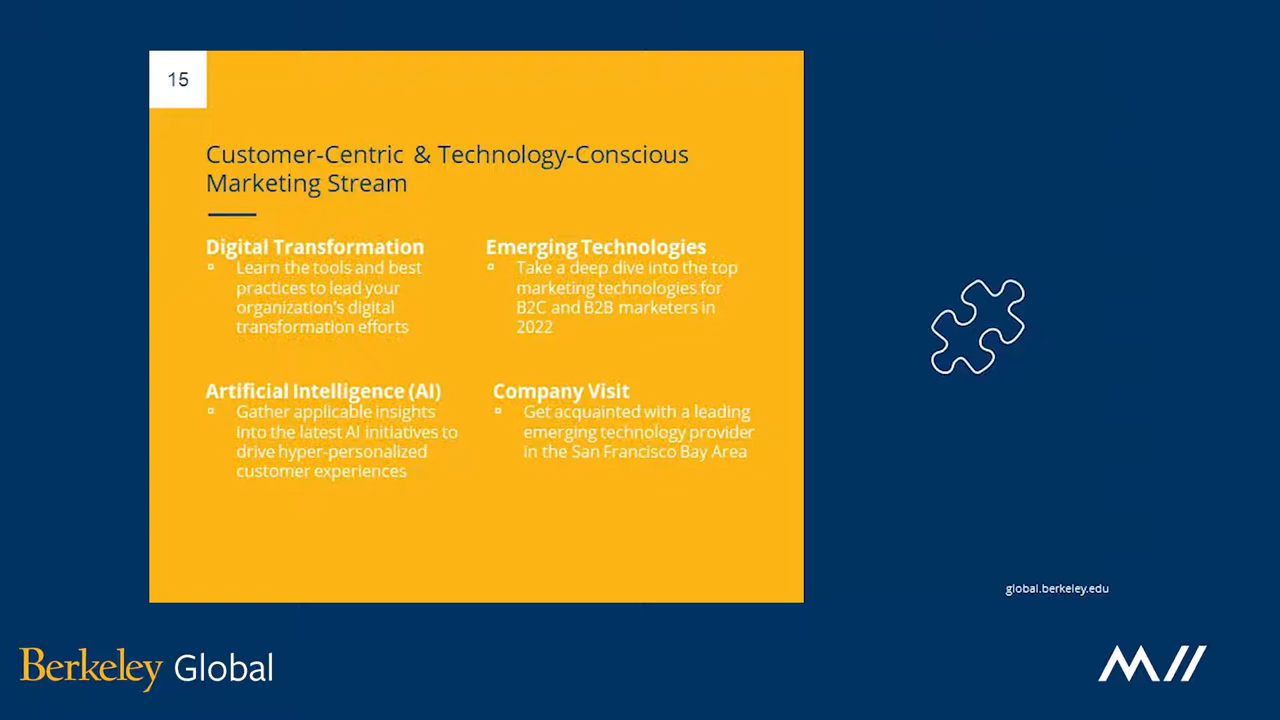 15
Customer-Centric & Technology-Conscious
Marketing Stream
Digital Transformation
Learn the tools and best
practices to lead your
organization's digital
transformation efforts
Emerging Technologies
Take a deep dive into the top
marketing technologies for
B2C and B2B marketers in
2022
Artificial Intelligence (AI)
Gather applicable insights
into the latest AI initiatives to
drive hyper-personalized
customer experiences
Company Visit
Get acquainted with a leading
emerging technology provider
in the San Francisco Bay Area
global.berkeley.edu
Berkeley Global
M//